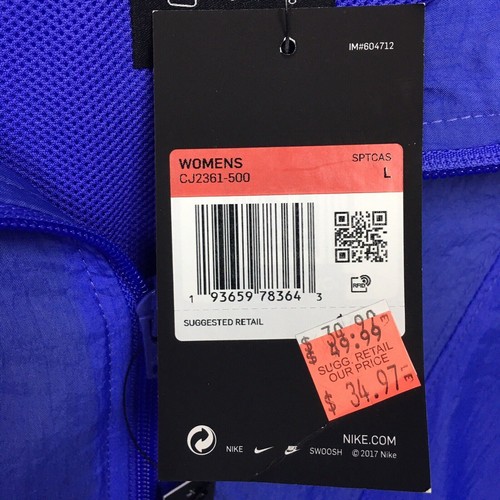 IM#604712
WOMENS SPTCAS
CJ2361-500 L
1 93659 78364 3
RFID
SUGGESTED RETAIL
49.99
SUGG. RETAIL
OUR PRICE
34.97
NIKE SWOOSH ©2017 NIKE
NIKE.COM